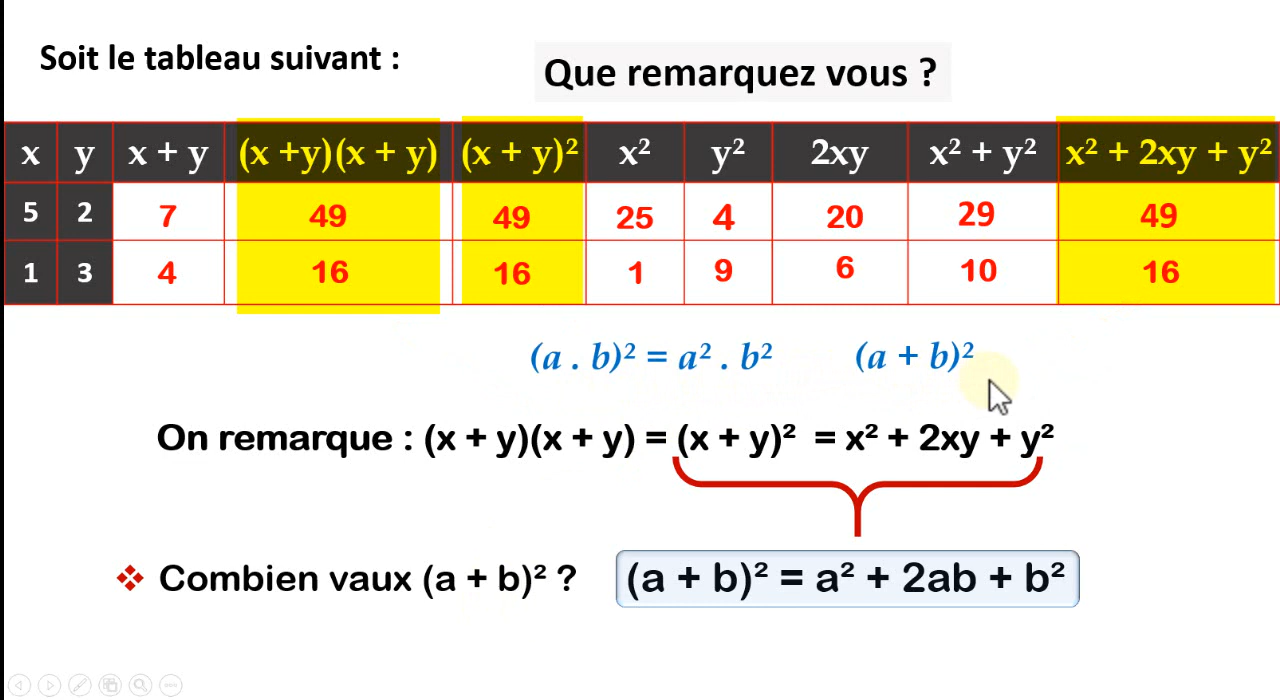 Soit le tableau suivant :
Que remarquez vous ?
x y x + y (x +y)(x + y) (x + y)² x² y² 2xy x² + y² x² + 2xy + y²
5 2 7 49 49 25 4 20 29 49
1 3 4 16 16 1 9 6 10 16
(a . b)² = a² . b² (a + b)²
On remarque : (x + y)(x + y) = (x + y)² = x² + 2xy + y²
❖ Combien vaux (a + b)² ? (a + b)² = a² + 2ab + b²